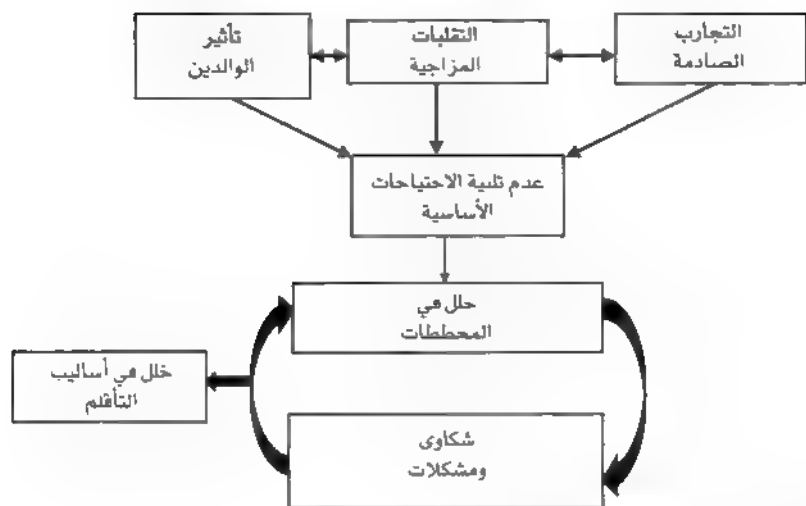 التجارب
الصادمة
التقلبات
المزاجية
تأثير
الوالدين
عدم تلبية الاحتياجات
الأساسية
خلل في
المخططات
خلل في أساليب
التأقلم
شكاوى
ومشكلات